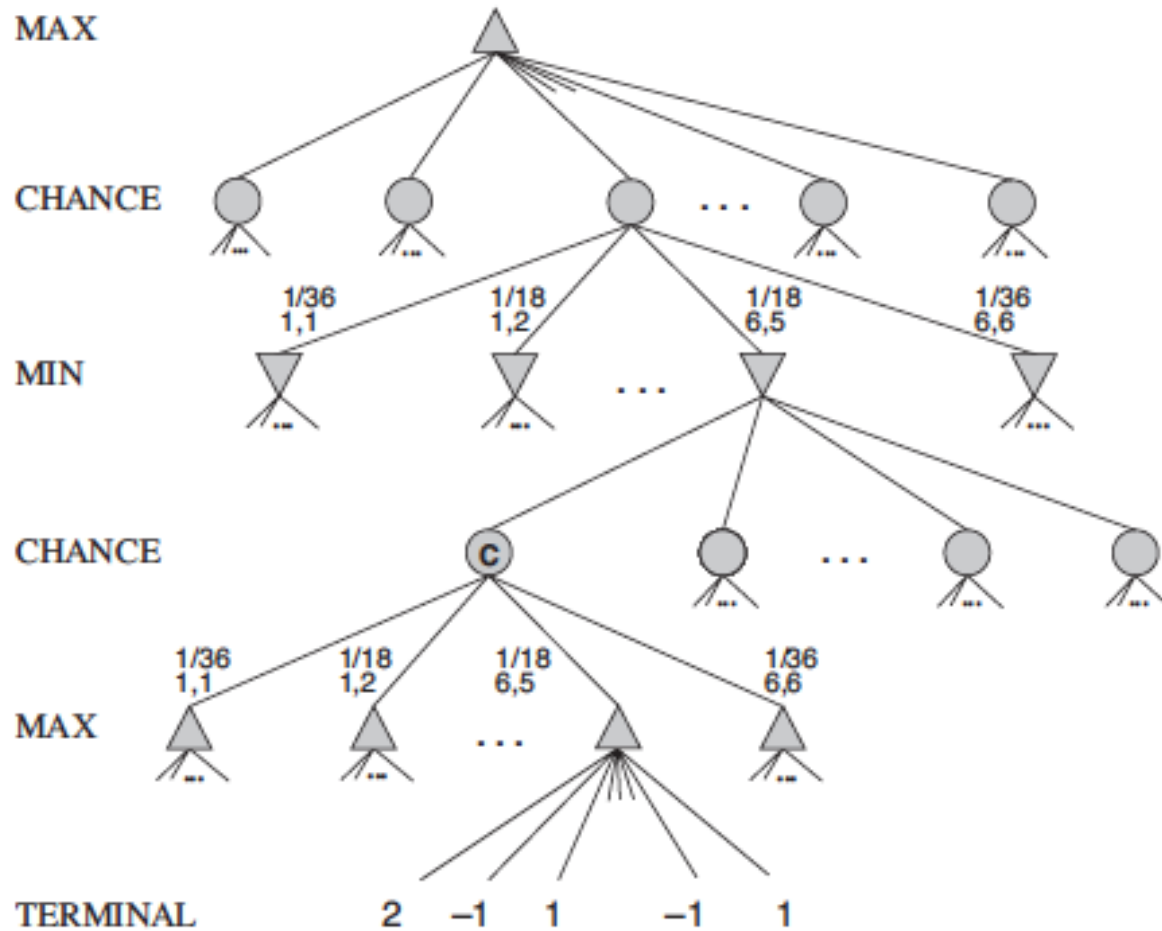 MAX
CHANCE ...
... ... ... ...
1/36 1/18 1/18 1/36
1,1 1,2 6,5 6,6
MIN ...
... ... ...
CHANCE C ...
... ... ...
1/36 1/18 1/18 1/36
1,1 1,2 6,5 6,6
MAX ...
... ... ...
TERMINAL 2 –1 1 –1 1